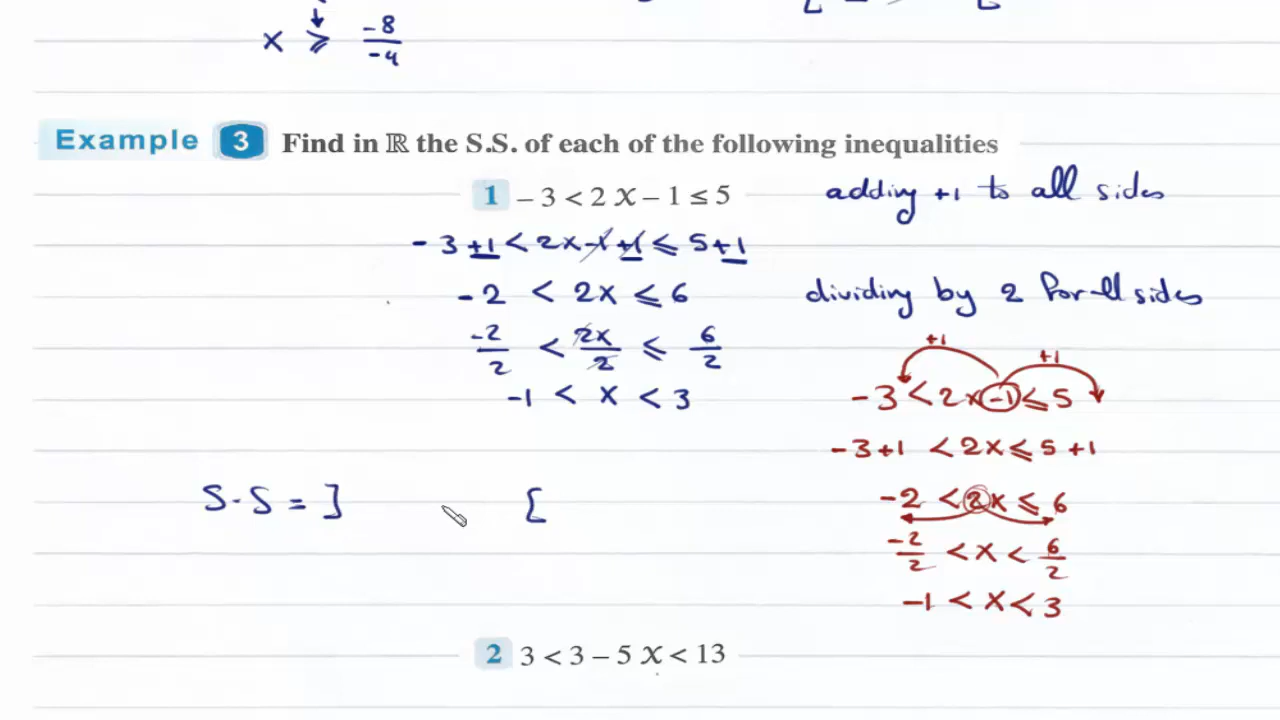 x ≥ -8/-4
Example 3 Find in ℝ the S.S. of each of the following inequalities
1 – 3 < 2 x – 1 ≤ 5
adding +1 to all sides
-3 +1 < 2x -1 +1 ≤ 5 +1
-2 < 2x ≤ 6
dividing by 2 for all sides
-2/2 < 2x/2 ≤ 6/2
-1 < x < 3
+1 +1
-3 < 2x -1 ≤ 5
-3+1 < 2x ≤ 5 +1
-2 < 2x ≤ 6
-2/2 < x < 6/2
-1 < x < 3
S.S = ] [
2 3 < 3 – 5 x < 13